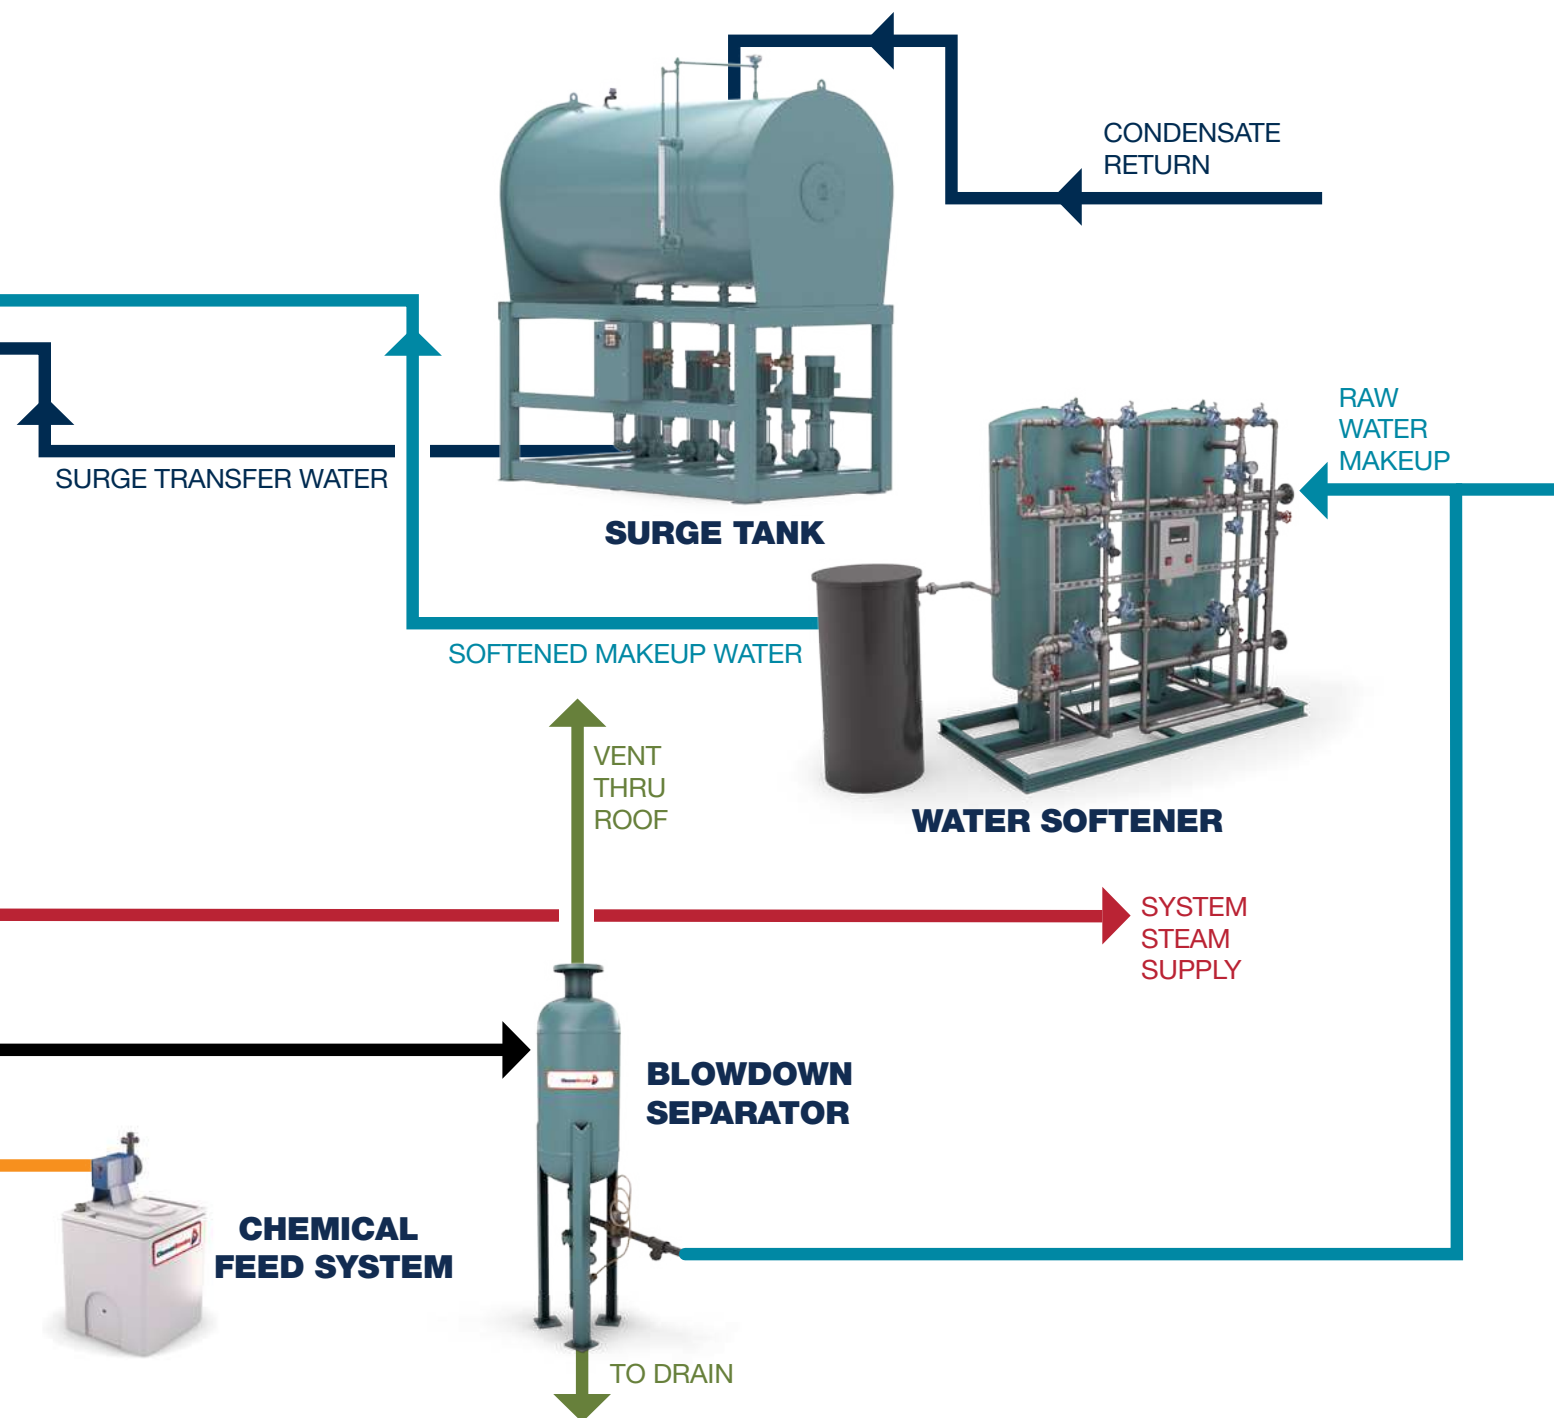 CONDENSATE
RETURN
RAW
WATER
MAKEUP
SURGE TRANSFER WATER
SURGE TANK
SOFTENED MAKEUP WATER
VENT
THRU
ROOF
WATER SOFTENER
SYSTEM
STEAM
SUPPLY
BLOWDOWN
SEPARATOR
CHEMICAL
FEED SYSTEM
TO DRAIN